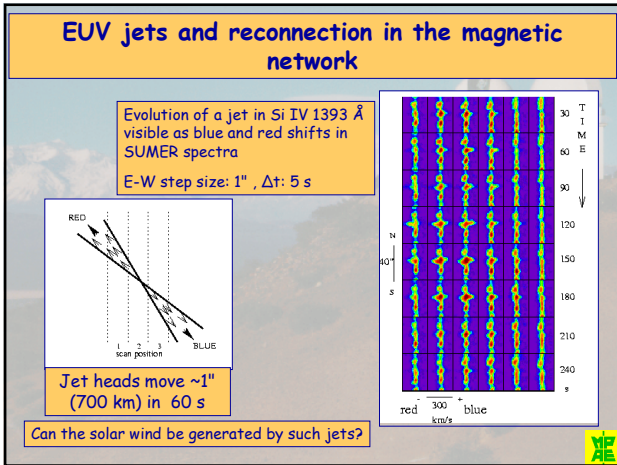 EUV jets and reconnection in the magnetic
network
Evolution of a jet in Si IV 1393 Å
visible as blue and red shifts in
SUMER spectra
E-W step size: 1" , Δt: 5 s
RED
1 2 3
scan position
BLUE
Jet heads move ~1"
(700 km) in 60 s
Can the solar wind be generated by such jets?
30
60
90
120
150
180
210
240
s
T
I
M
E
N
40"
S
- +
red 300 blue
km/s
MP
AE